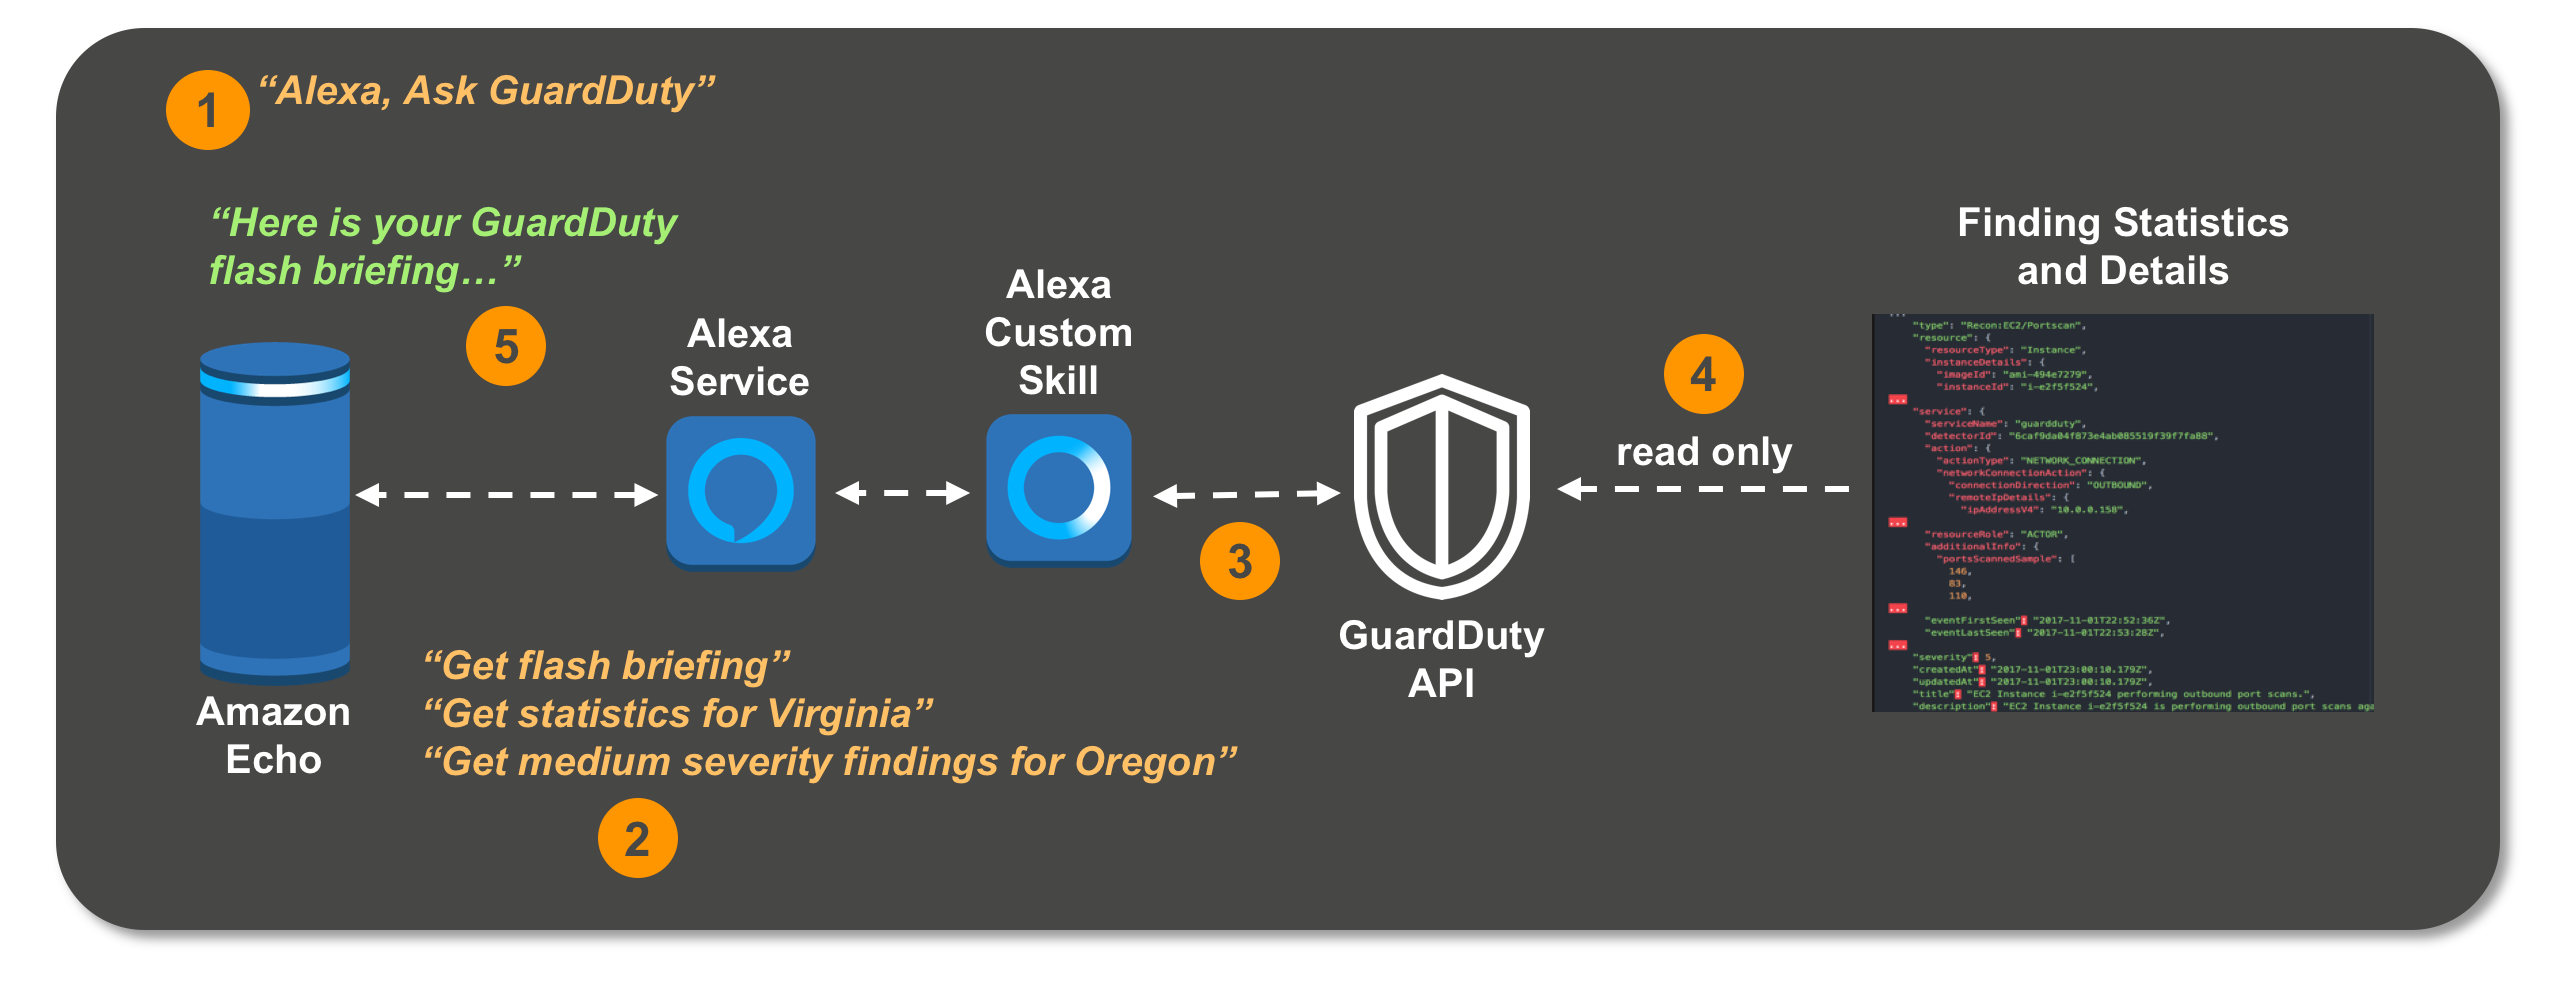 1
“Alexa, Ask GuardDuty”
“Here is your GuardDuty
flash briefing…”
5
Alexa
Service
Alexa
Custom
Skill
Amazon
Echo
“Get flash briefing”
“Get statistics for Virginia”
“Get medium severity findings for Oregon”
2
3
GuardDuty
API
4
read only
Finding Statistics
and Details
...
"type": "Recon:EC2/Portscan",
"resource": {
"resourceType": "Instance",
"instanceDetails": {
"imageId": "ami-494e7279",
"instanceId": "i-e2f5f524",
...
"service": {
"serviceName": "guardduty",
"detectorId": "6caf9da04f873e4ab085519f39f7fa88",
"action": {
"actionType": "NETWORK_CONNECTION",
"networkConnectionAction": {
"connectionDirection": "OUTBOUND",
"remoteIpDetails": {
"ipAddressV4": "10.0.0.158",
...
"resourceRole": "ACTOR",
"additionalInfo": {
"portsScannedSample": [
146,
83,
110,
...
"eventFirstSeen": "2017-11-01T22:52:36Z",
"eventLastSeen": "2017-11-01T22:53:28Z",
...
"severity": 5,
"createdAt": "2017-11-01T23:00:10.179Z",
"updatedAt": "2017-11-01T23:00:10.179Z",
"title": "EC2 Instance i-e2f5f524 performing outbound port scans.",
"description": "EC2 Instance i-e2f5f524 is performing outbound port scans aga